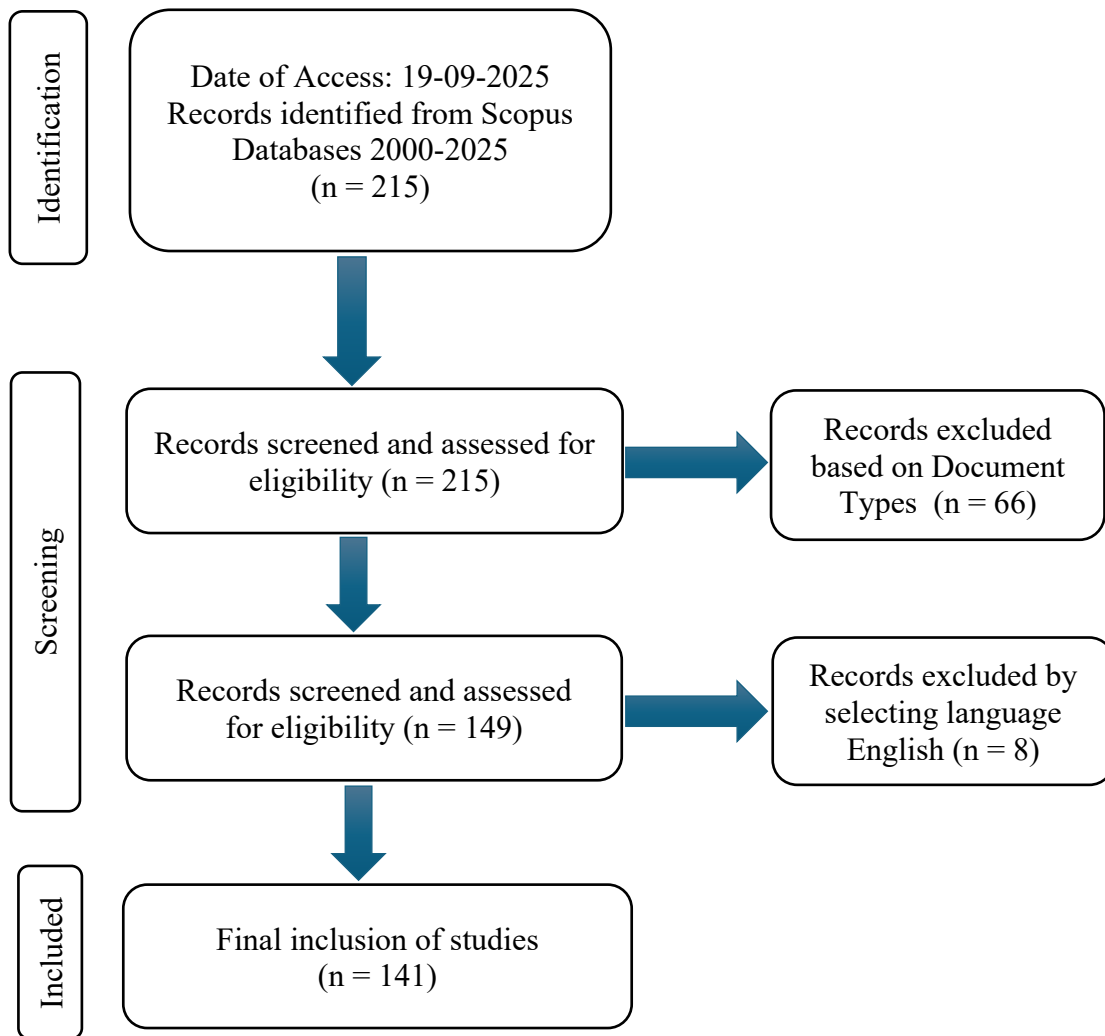 Identification
Date of Access: 19-09-2025
Records identified from Scopus
Databases 2000-2025
(n = 215)
Screening
Records screened and assessed for
eligibility (n = 215)
Records excluded
based on Document
Types (n = 66)
Records screened and assessed
for eligibility (n = 149)
Records excluded by
selecting language
English (n = 8)
Included
Final inclusion of studies
(n = 141)